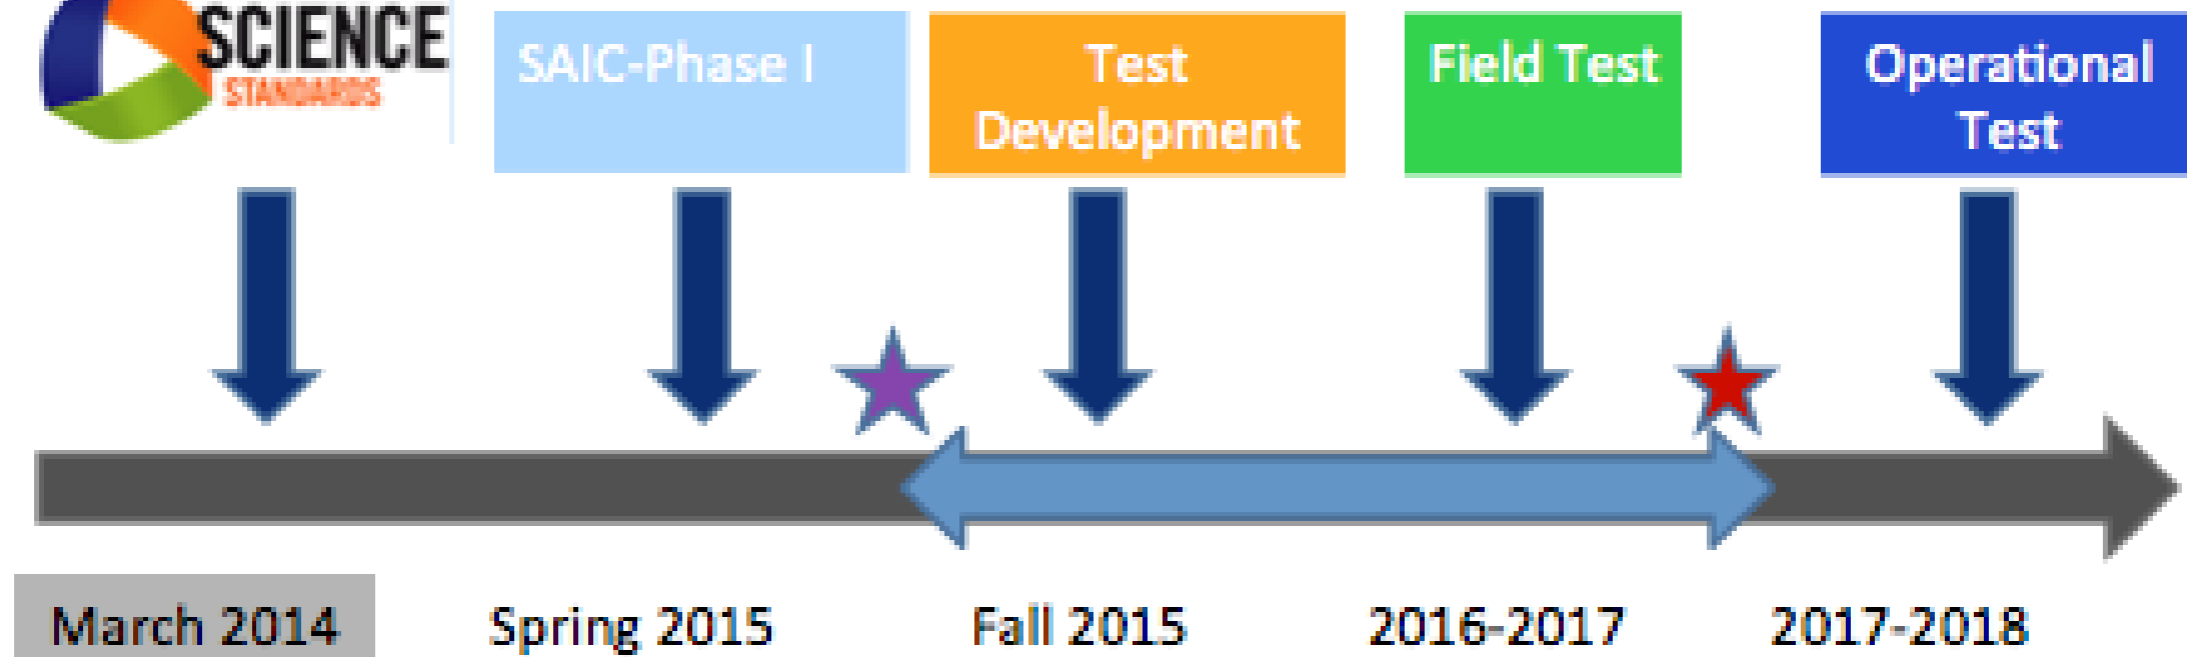 SCIENCE
STANDARDS
SAIC-Phase I
Test
Development
Field Test
Operational
Test
March 2014
Spring 2015
Fall 2015
2016-2017
2017-2018